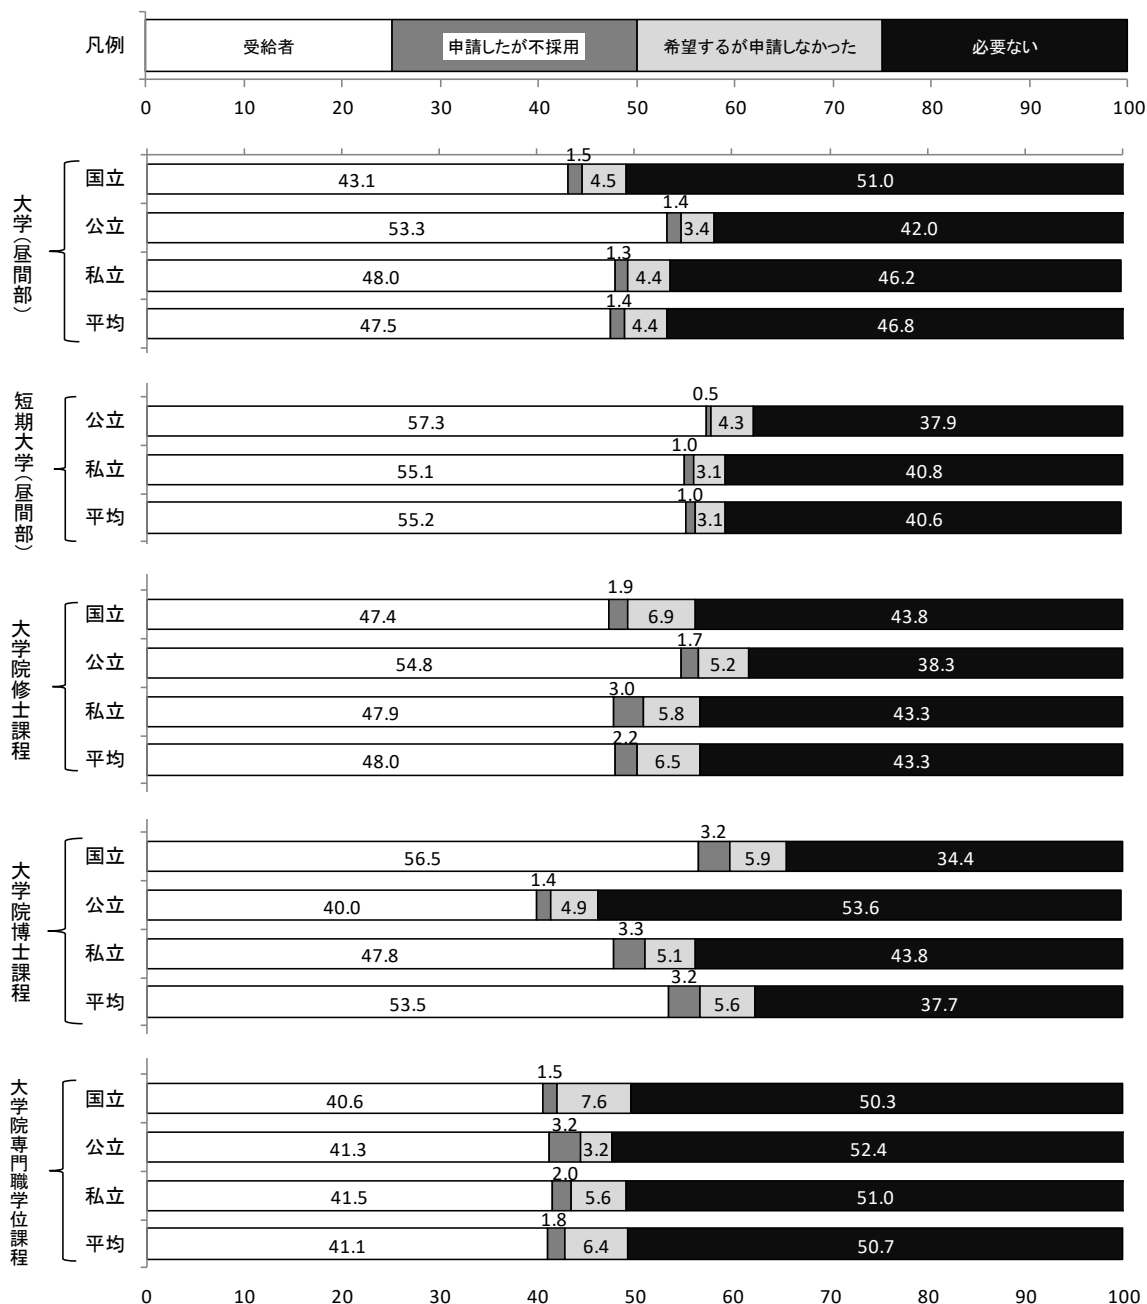 凡例 受給者 申請したが不採用 希望するが申請しなかった 必要ない
0 10 20 30 40 50 60 70 80 90 100
大学(昼間部)
1.5
国立 43.1 4.5 51.0
1.4
公立 53.3 3.4 42.0
1.3
私立 48.0 4.4 46.2
1.4
平均 47.5 4.4 46.8
短期大学(昼間部)
0.5
公立 57.3 4.3 37.9
1.0
私立 55.1 3.1 40.8
1.0
平均 55.2 3.1 40.6
大学院修士課程
1.9
国立 47.4 6.9 43.8
1.7
公立 54.8 5.2 38.3
3.0
私立 47.9 5.8 43.3
2.2
平均 48.0 6.5 43.3
大学院博士課程
3.2
国立 56.5 5.9 34.4
1.4
公立 40.0 4.9 53.6
3.3
私立 47.8 5.1 43.8
3.2
平均 53.5 5.6 37.7
大学院専門職学位課程
1.5
国立 40.6 7.6 50.3
3.2
公立 41.3 3.2 52.4
2.0
私立 41.5 5.6 51.0
1.8
平均 41.1 6.4 50.7
0 10 20 30 40 50 60 70 80 90 100